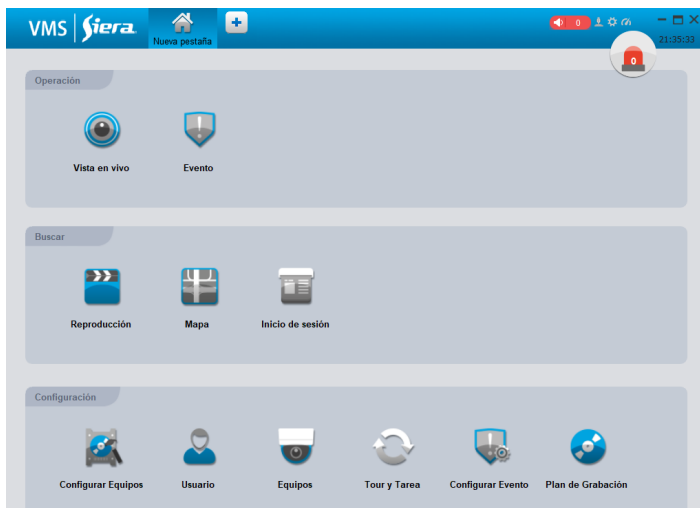 VMS Siera
Nueva pestaña
0
21:35:33
0
Operación
Vista en vivo
Evento
Buscar
Reproducción
Mapa
Inicio de sesión
Configuración
Configurar Equipos
Usuario
Equipos
Tour y Tarea
Configurar Evento
Plan de Grabación